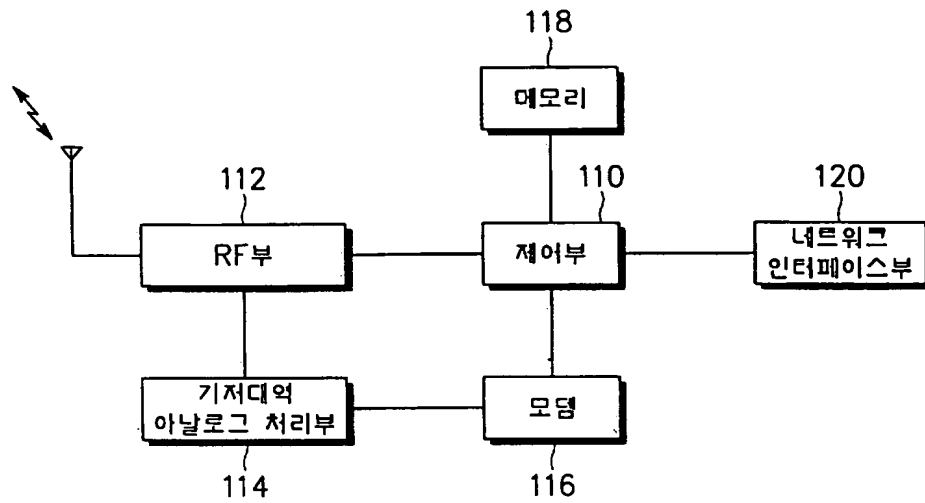 118
메모리
112
110
120
RF부
제어부
네트워크
인터페이스부
기저대역
아날로그 처리부
모뎀
114
116